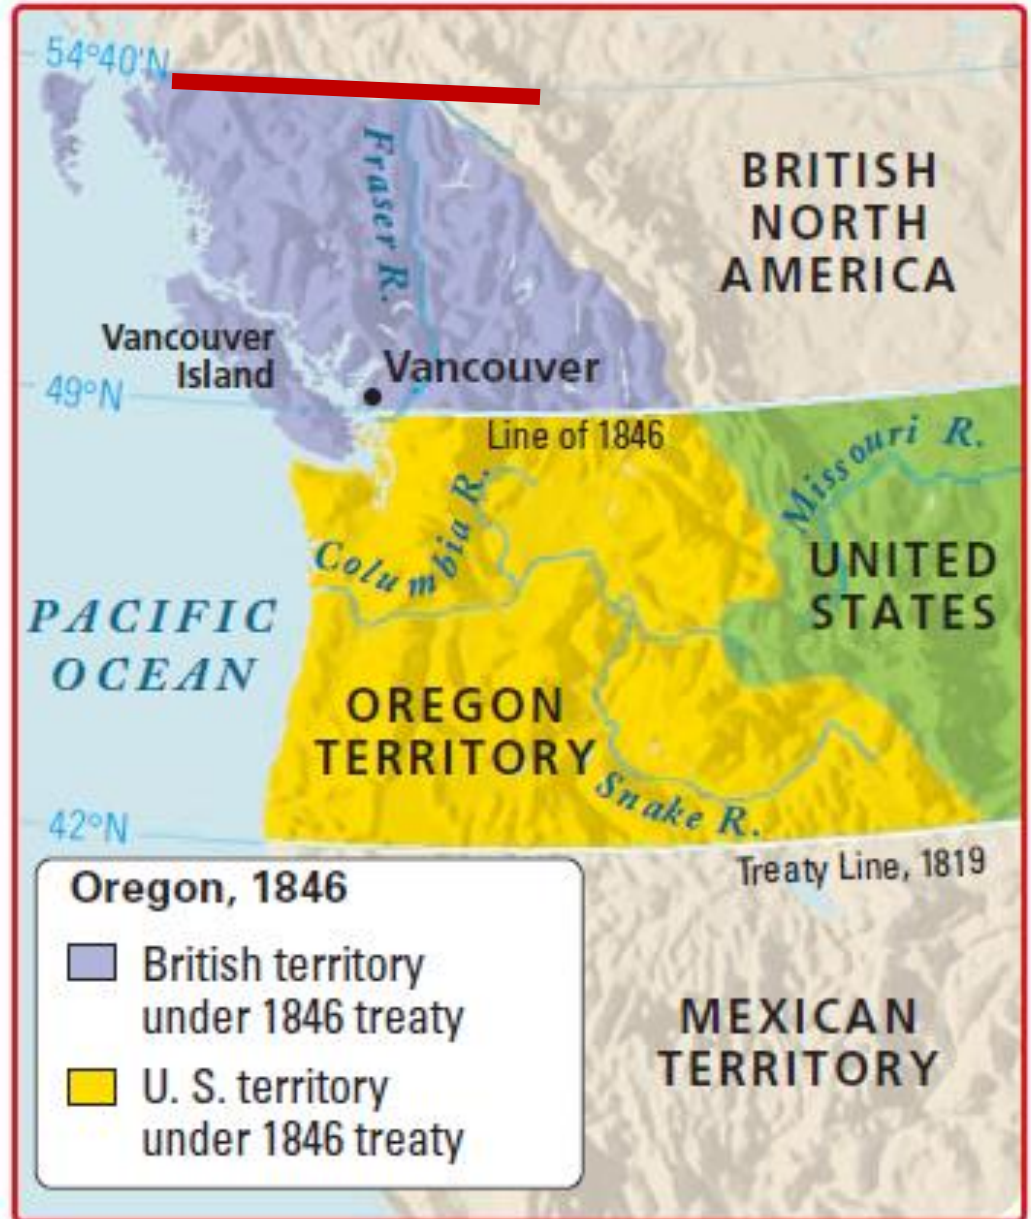 54°40'N
BRITISH
NORTH
AMERICA
Fraser R.
Vancouver
Island
Vancouver
49°N
Line of 1846
Missouri R.
Columbia R.
UNITED
STATES
PACIFIC
OCEAN
OREGON
TERRITORY
Snake R.
42°N
Treaty Line, 1819
Oregon, 1846
British territory
under 1846 treaty
U. S. territory
under 1846 treaty
MEXICAN
TERRITORY